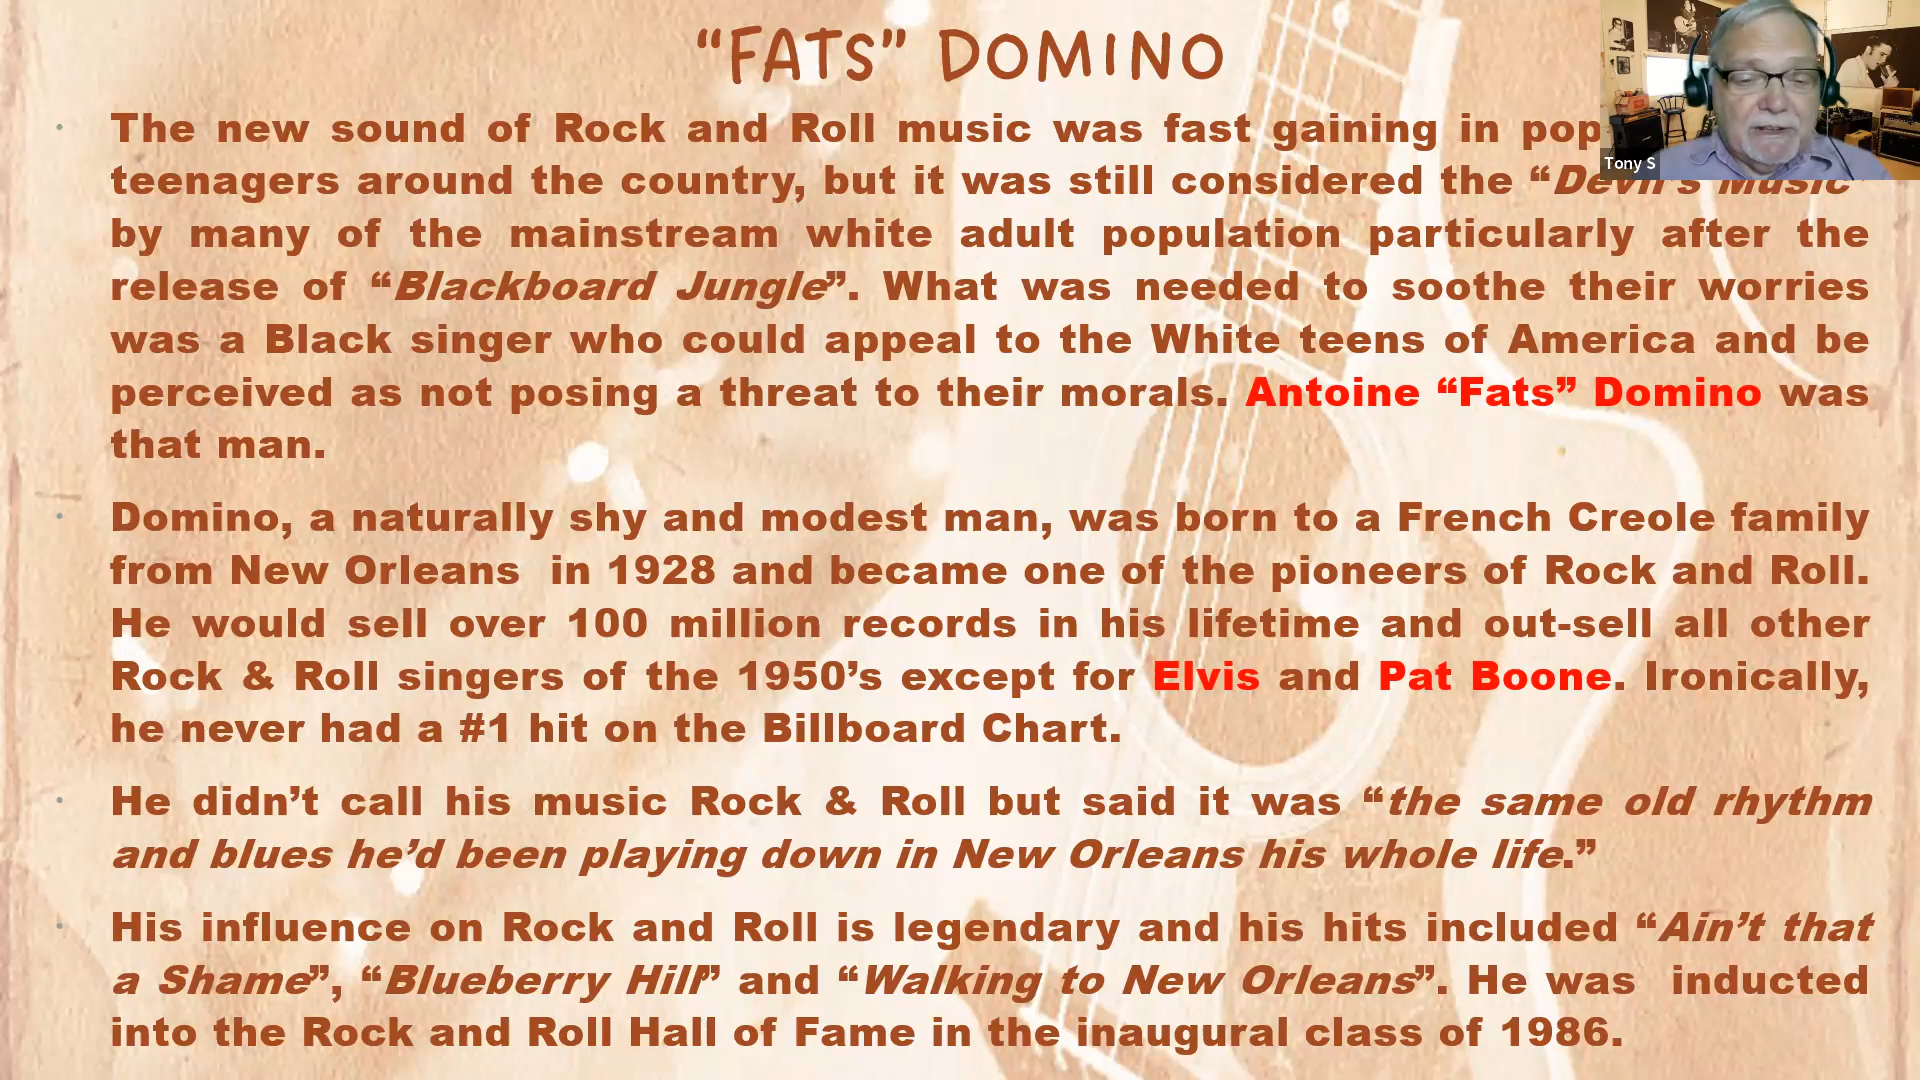 “FATS” DOMINO
The new sound of Rock and Roll music was fast gaining in
teenagers around the country, but it was still considered the “Devil’s Music”
by many of the mainstream white adult population particularly after the
release of “Blackboard Jungle”. What was needed to soothe their worries
was a Black singer who could appeal to the White teens of America and be
perceived as not posing a threat to their morals. Antoine “Fats” Domino was
that man.
Domino, a naturally shy and modest man, was born to a French Creole family
from New Orleans in 1928 and became one of the pioneers of Rock and Roll.
He would sell over 100 million records in his lifetime and out-sell all other
Rock & Roll singers of the 1950’s except for Elvis and Pat Boone. Ironically,
he never had a #1 hit on the Billboard Chart.
He didn’t call his music Rock & Roll but said it was “the same old rhythm
and blues he’d been playing down in New Orleans his whole life.”
His influence on Rock and Roll is legendary and his hits included “Ain’t that
a Shame”, “Blueberry Hill” and “Walking to New Orleans”. He was inducted
into the Rock and Roll Hall of Fame in the inaugural class of 1986.
Tony S